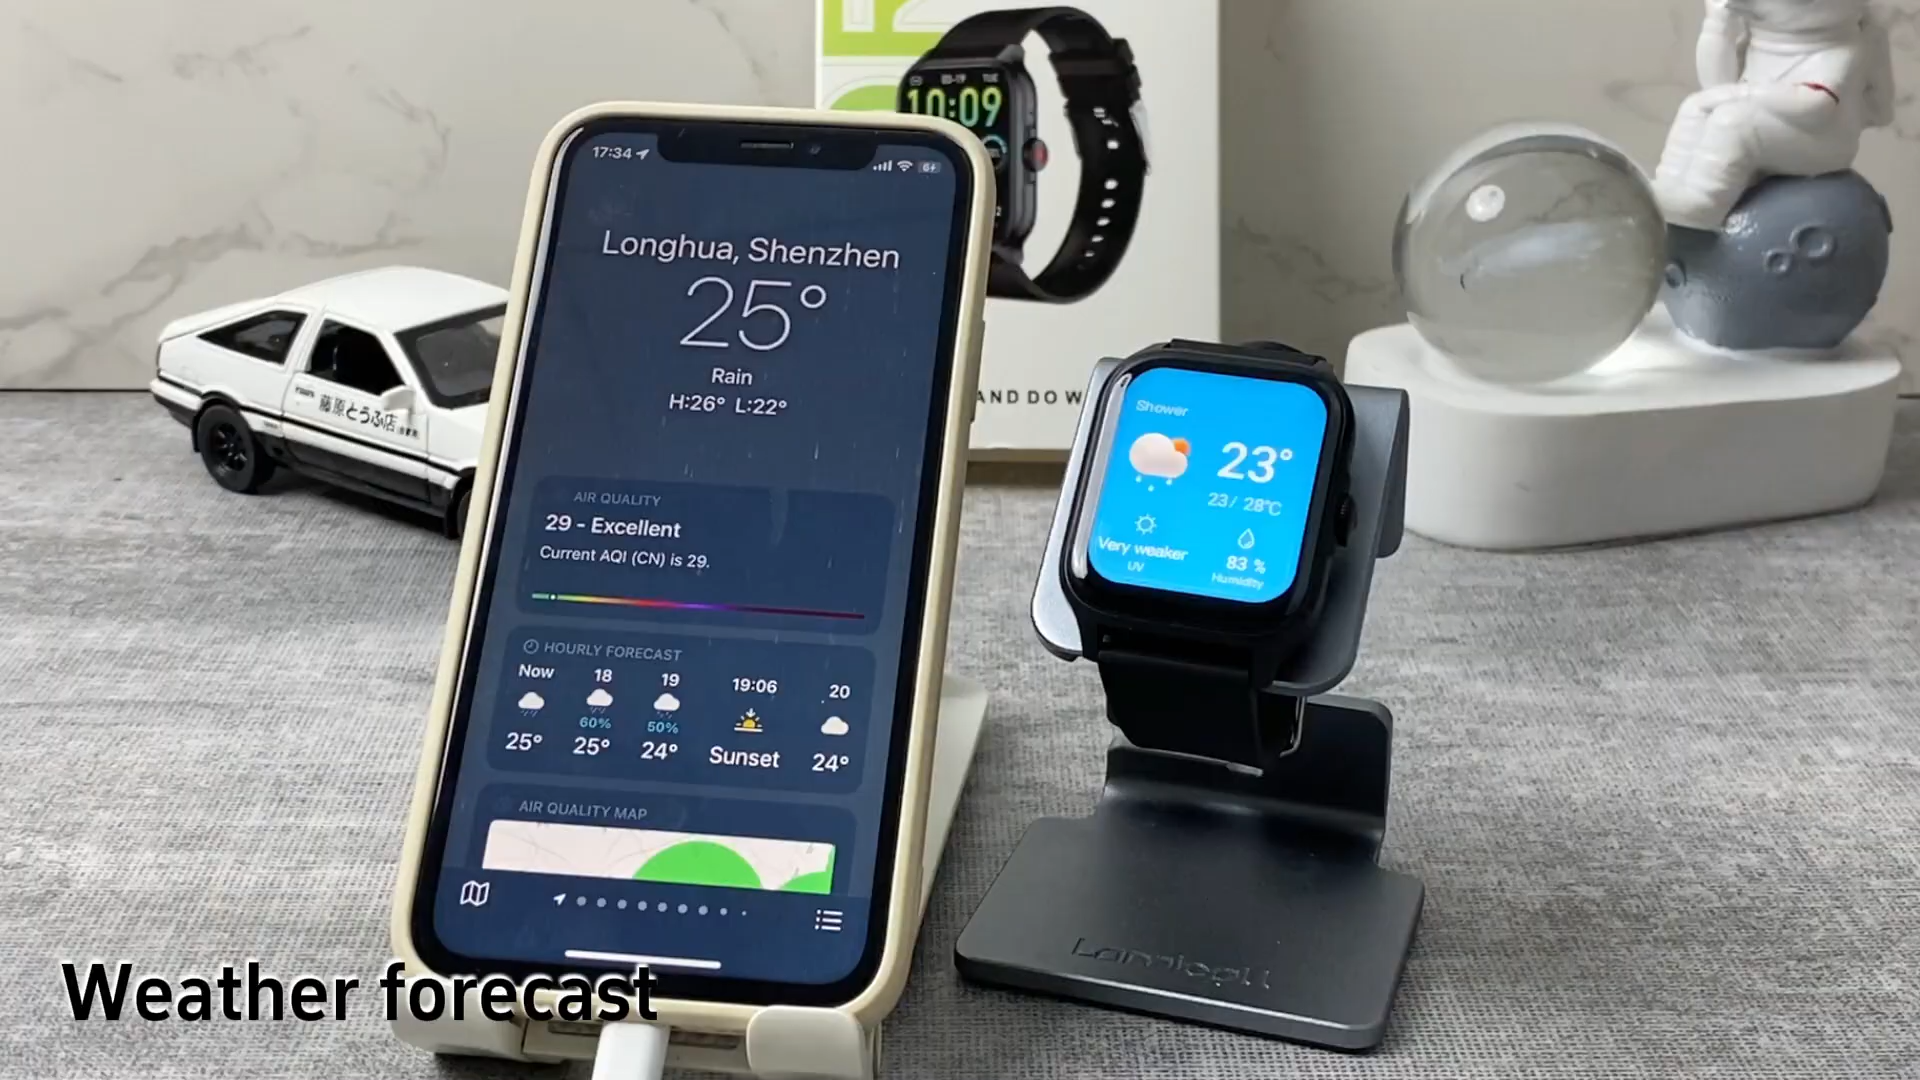 10:09
TUE
17:34
Longhua, Shenzhen
25°
Rain
H:26° L:22°
AIR QUALITY
29 - Excellent
Current AQI (CN) is 29.
HOURLY FORECAST
Now 18 19 19:06 20
60% 50%
25° 25° 24° Sunset 24°
AIR QUALITY MAP
AND DO W
Shower
23°
23/ 28°C
Very weaker
UV
83 %
Humidity
藤原とうふ店
Lamicall
Weather forecast